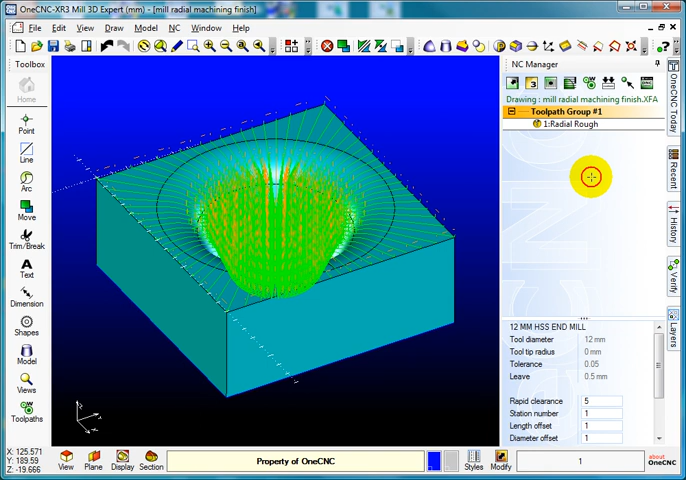 OneCNC-XR3 Mill 3D Expert (mm) - [mill radial machining finish]
File Edit View Draw Model NC Window Help
Toolbox
Home
Point
Line
Arc
Move
Trim/Break
Text
Dimension
Shapes
Model
Views
Toolpaths
NC Manager
Drawing : mill radial machining finish.XFA
Toolpath Group #1
1:Radial Rough
12 MM HSS END MILL
Tool diameter 12 mm
Tool tip radius 0 mm
Tolerance 0.05
Leave 0.5 mm
Rapid clearance 5
Station number 1
Length offset 1
Diameter offset 1
OneCNC Today
Recent
History
Verify
Layers
X: 125.571
Y: 189.59
Z: -19.666
View
Plane
Display
Section
Property of OneCNC
Styles
Modify
1
about
OneCNC